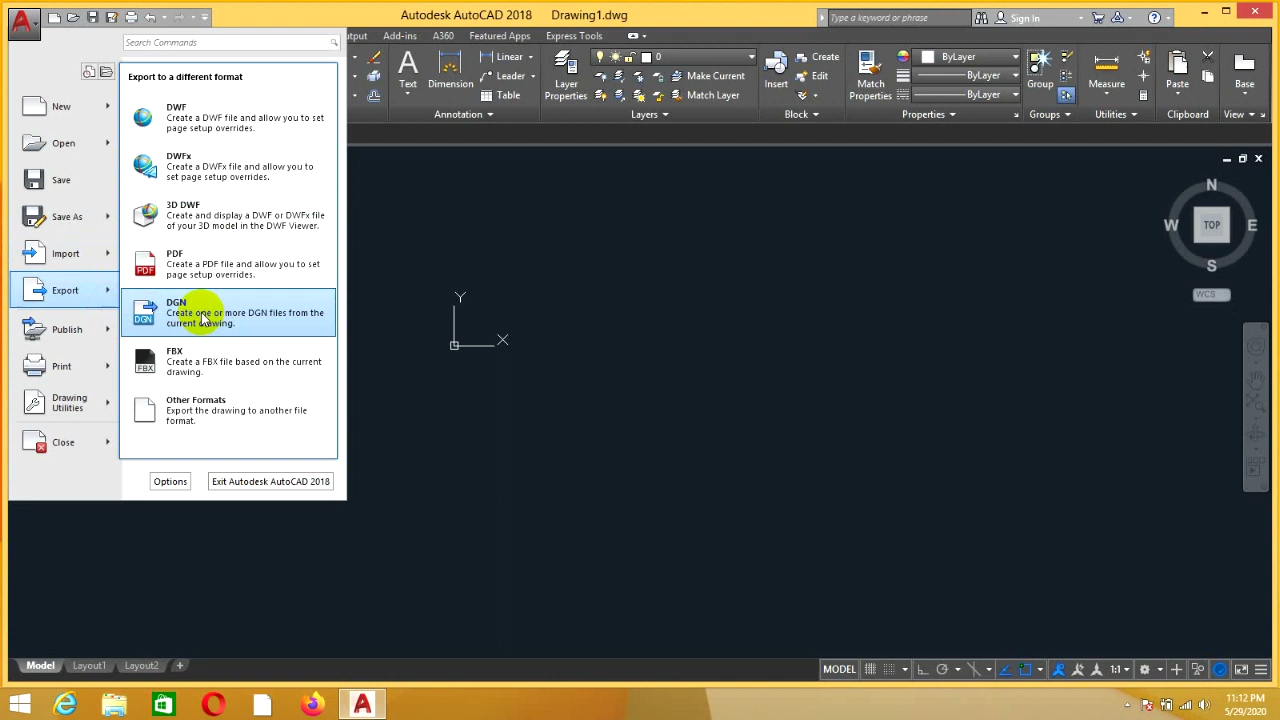 Autodesk AutoCAD 2018 Drawing1.dwg
Type a keyword or phrase
Sign In
Search Commands
Add-ins
A360
Featured Apps
Express Tools
Export to a different format
New
Open
Save
Save As
Import
Export
Publish
Print
Drawing
Utilities
Close
DWF
Create a DWF file and allow you to set
page setup overrides.
DWFx
Create a DWFx file and allow you to
set page setup overrides.
3D DWF
Create and display a DWF or DWFx file
of your 3D model in the DWF Viewer.
PDF
PDF
Create a PDF file and allow you to set
page setup overrides.
DGN
DGN
Create one or more DGN files from the
current drawing.
FBX
FBX
Create a FBX file based on the current
drawing.
Other Formats
Export the drawing to another file
format.
Options
Exit Autodesk AutoCAD 2018
Text
Dimension
Linear
Leader
Table
Annotation
Layer
Properties
0
Make Current
Match Layer
Layers
Insert
Create
Edit
Block
Match
Properties
ByLayer
ByLayer
ByLayer
Properties
Group
Groups
Measure
Utilities
Paste
Clipboard
Base
View
N
W
TOP
E
S
WCS
Y
X
Model
Layout1
Layout2
MODEL
1:1
11:12 PM
5/29/2020